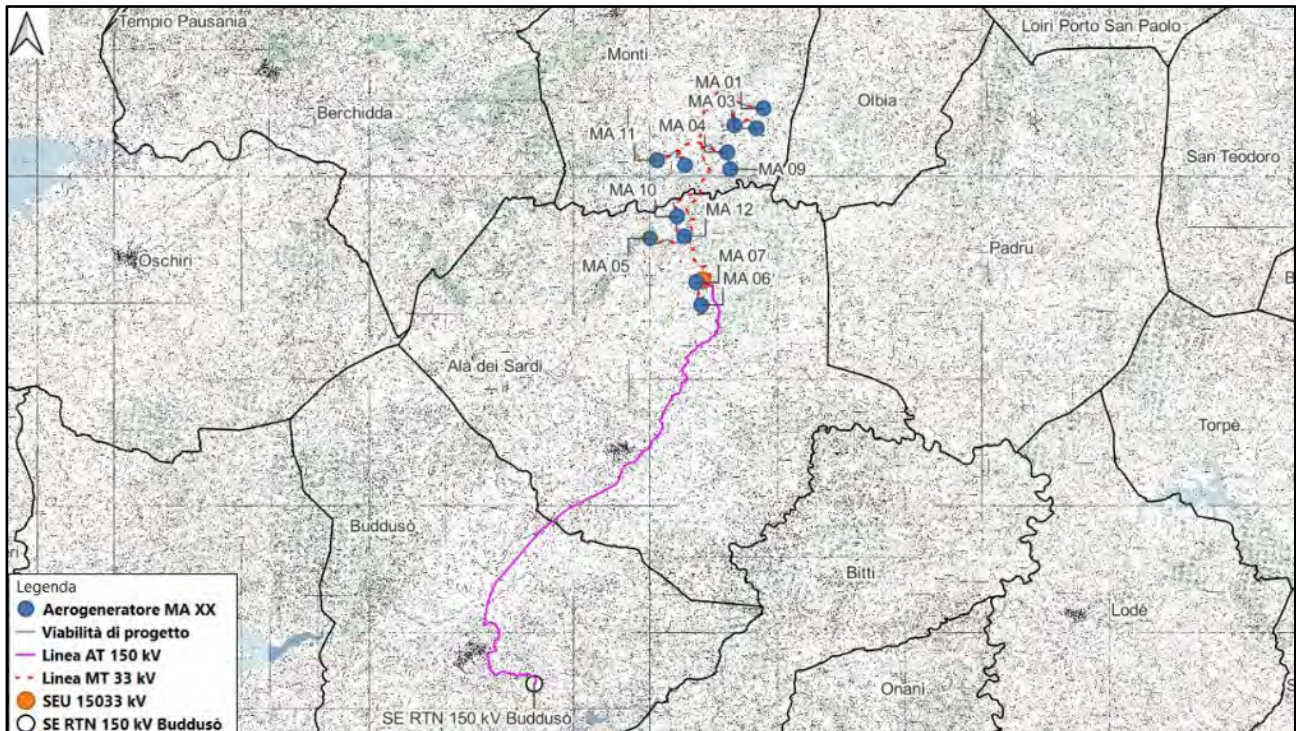 Tempio Pausania
Loiri Porto San Paolo
Monti
MA 01
Olbia
MA 03
Berchidda
MA 04
MA 11
San Teodoro
MA 09
MA 10
MA 12
Padru
Oschiri
MA 07
MA 05
MA 06
Alà dei Sardi
Torpè
Buddusò
Bitti
Lodè
Onanì
SE RTN 150 kV Buddusò
Legenda
Aerogeneratore MA XX
Viabilità di progetto
Linea AT 150 kV
Linea MT 33 kV
SEU 15033 kV
SE RTN 150 kV Buddusò